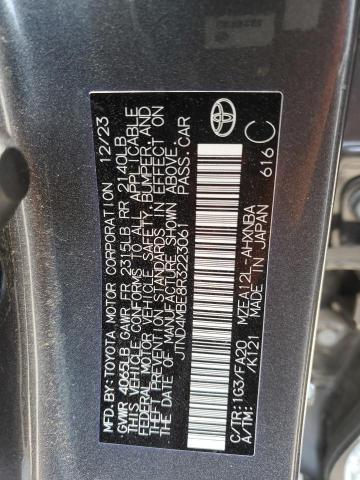 MFD.BY: TOYOTA MOTOR CORPORATION 12/23
GVWR 4065LB GAWR FR 2315LB RR 2140LB
THIS VEHICLE CONFORMS TO ALL APPLICABLE
FEDERAL MOTOR VEHICLE SAFETY, BUMPER, AND
THEFT PREVENTION STANDARDS IN EFFECT ON
THE DATE OF MANUFACTURE SHOWN ABOVE.
JTND4MBE6R3223061 PASS.CAR
616 C
C/TR:1G3/FA20 MZEA12L-AHXNBA
A/TM: /K121 MADE IN JAPAN